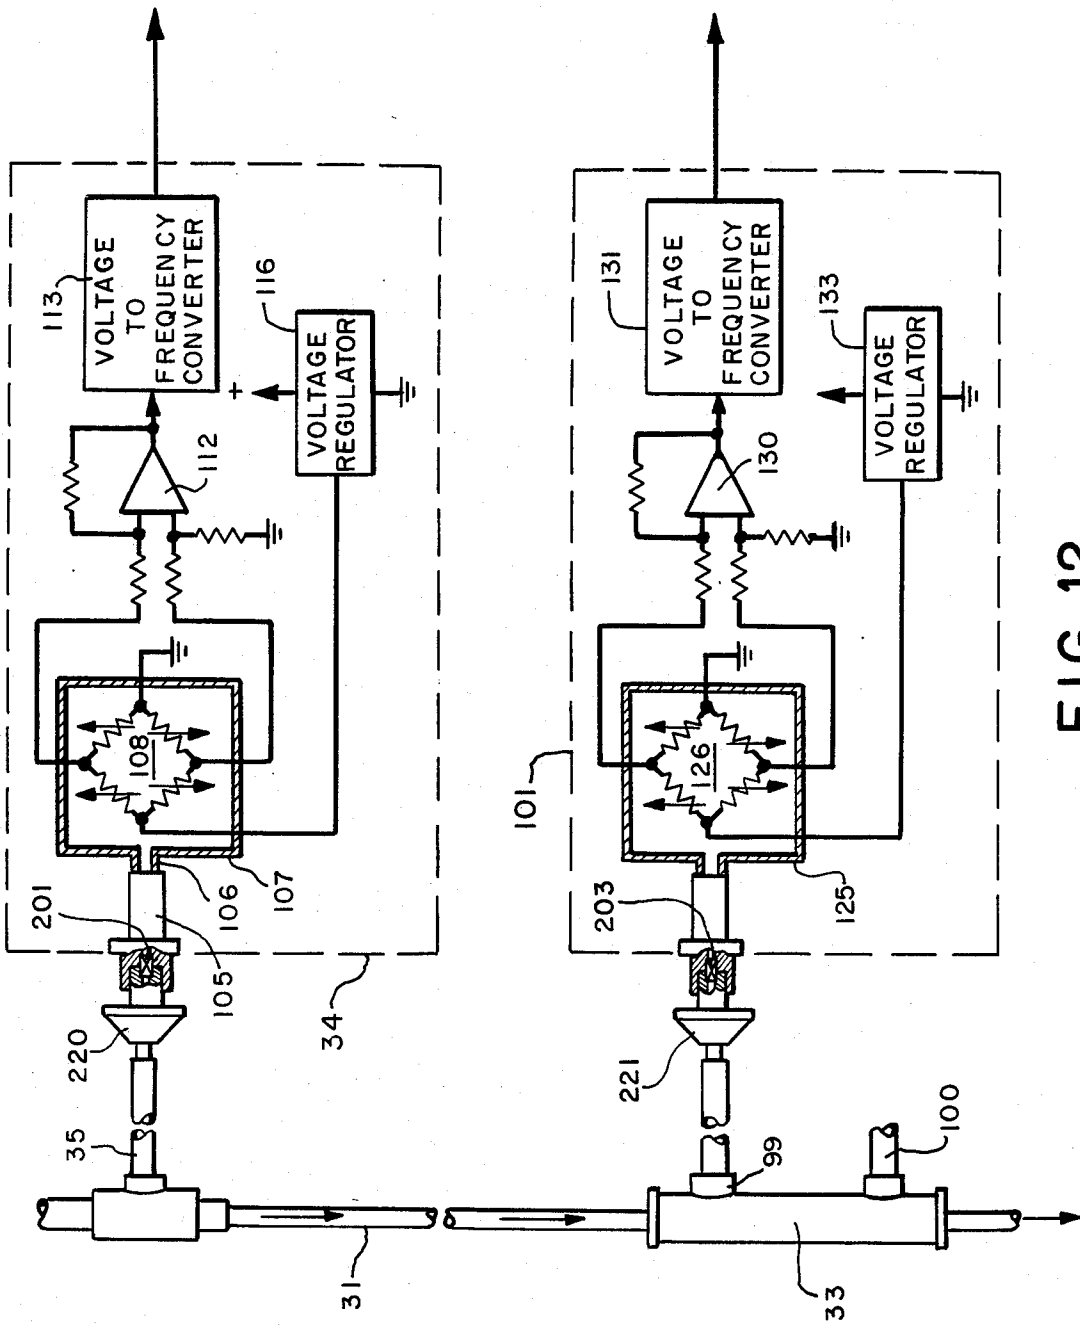 113
VOLTAGE
TO
FREQUENCY
CONVERTER
+
116
VOLTAGE
REGULATOR
112
108
107
106
201
105
34
220
35
31
131
VOLTAGE
TO
FREQUENCY
CONVERTER
133
VOLTAGE
REGULATOR
130
126
101
125
203
221
99
100
33
FIG. 12